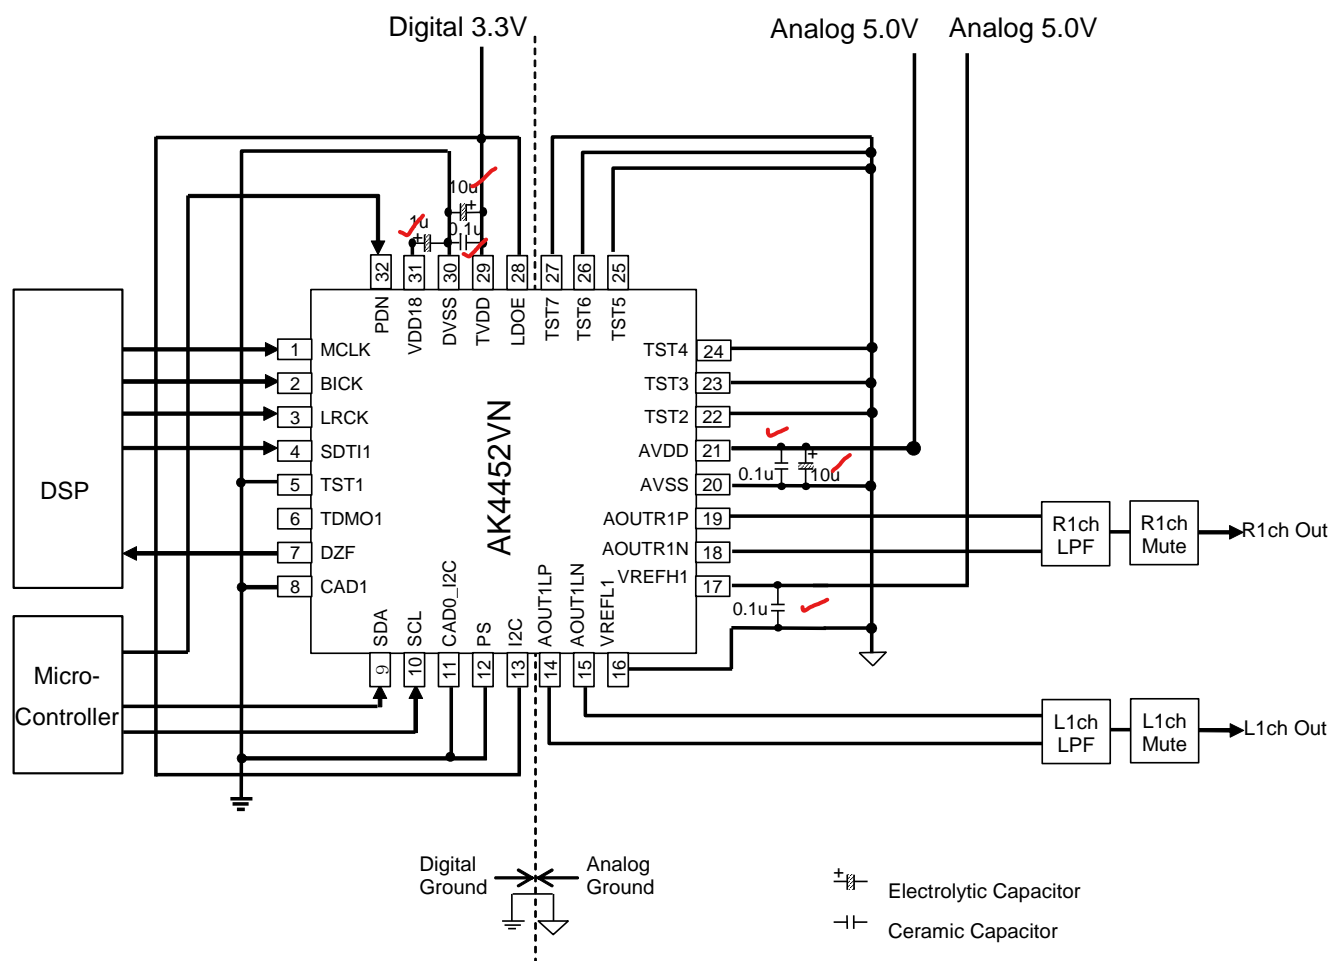 Digital 3.3V
Analog 5.0V
Analog 5.0V
10u
+
1u
+
0.1u
32
31
30
29
28
27
26
25
PDN
VDD18
DVSS
TVDD
LDOE
TST7
TST6
TST5
1
MCLK
2
BICK
3
LRCK
4
SDTI1
5
TST1
6
TDMO1
7
DZF
8
CAD1
DSP
AK4452VN
TST4
24
TST3
23
TST2
22
AVDD
21
AVSS
20
AOUTR1P
19
AOUTR1N
18
VREFH1
17
+
0.1u
10u
0.1u
R1ch
LPF
R1ch
Mute
R1ch Out
SDA
SCL
CAD0_I2C
PS
I2C
AOUT1LP
AOUT1LN
VREFL1
9
10
11
12
13
14
15
16
Micro-
Controller
L1ch
LPF
L1ch
Mute
L1ch Out
Digital
Ground
Analog
Ground
+
Electrolytic Capacitor
Ceramic Capacitor